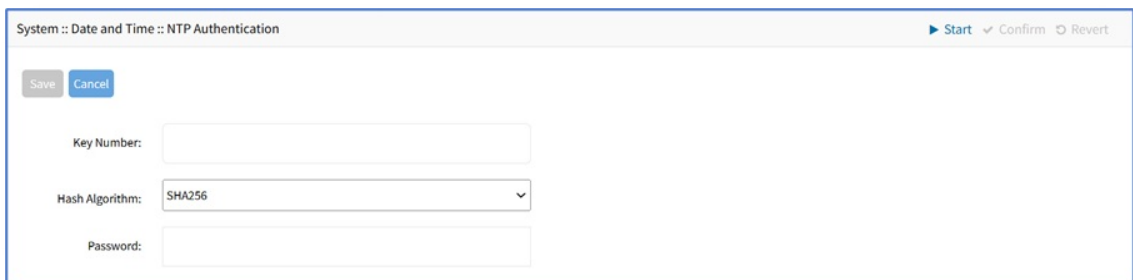 System :: Date and Time :: NTP Authentication Start Confirm Revert
Save Cancel
Key Number:
Hash Algorithm: SHA256
Password: